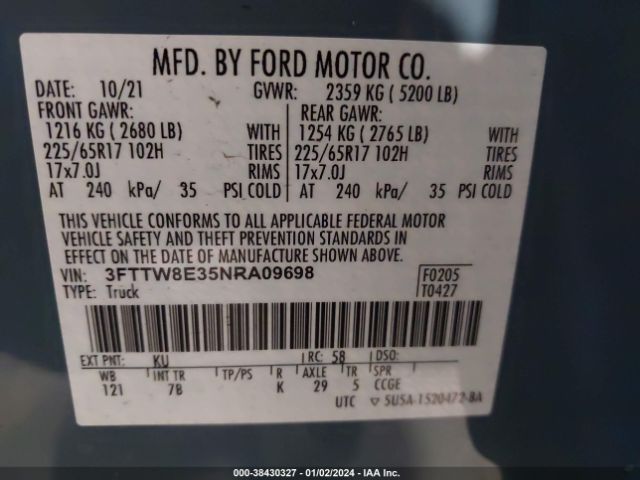 MFD. BY FORD MOTOR CO.
DATE: 10/21 GVWR: 2359 KG ( 5200 LB)
FRONT GAWR: REAR GAWR:
1216 KG ( 2680 LB) WITH 1254 KG ( 2765 LB) WITH
225/65R17 102H TIRES 225/65R17 102H TIRES
17x7.0J RIMS 17x7.0J RIMS
AT 240 kPa/ 35 PSI COLD AT 240 kPa/ 35 PSI COLD
THIS VEHICLE CONFORMS TO ALL APPLICABLE FEDERAL MOTOR
VEHICLE SAFETY AND THEFT PREVENTION STANDARDS IN
EFFECT ON THE DATE OF MANUFACTURE SHOWN ABOVE.
VIN: 3FTTW8E35NRA09698 F0205
TYPE: Truck T0427
EXT PNT: KU RC: 58 DSO:
WB INT TR TP/PS R AXLE TR SPR
121 7B K 29 5 CCGE
UTC ▽ 5U5A-1520472-BA
000-38430327 - 01/02/2024 - IAA Inc.